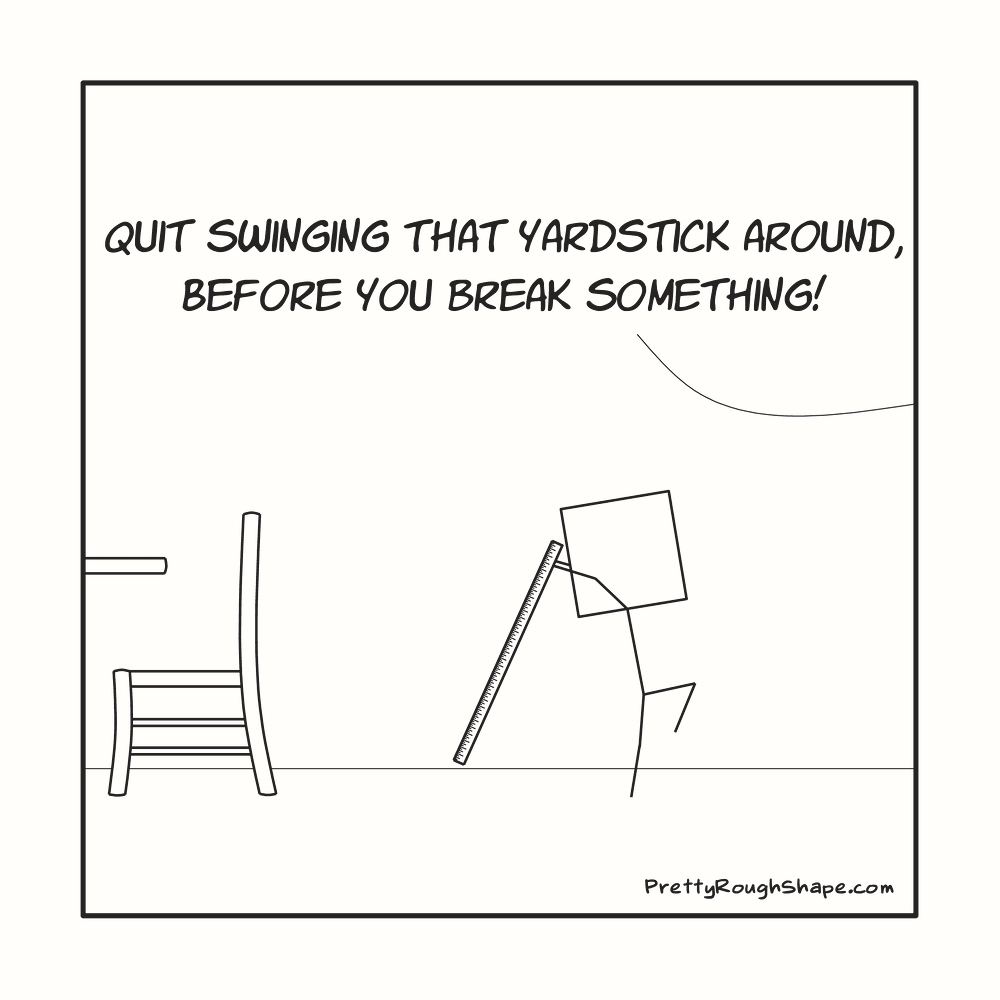 QUIT SWINGING THAT YARDSTICK AROUND,
BEFORE YOU BREAK SOMETHING!
PrettyRoughShape.com